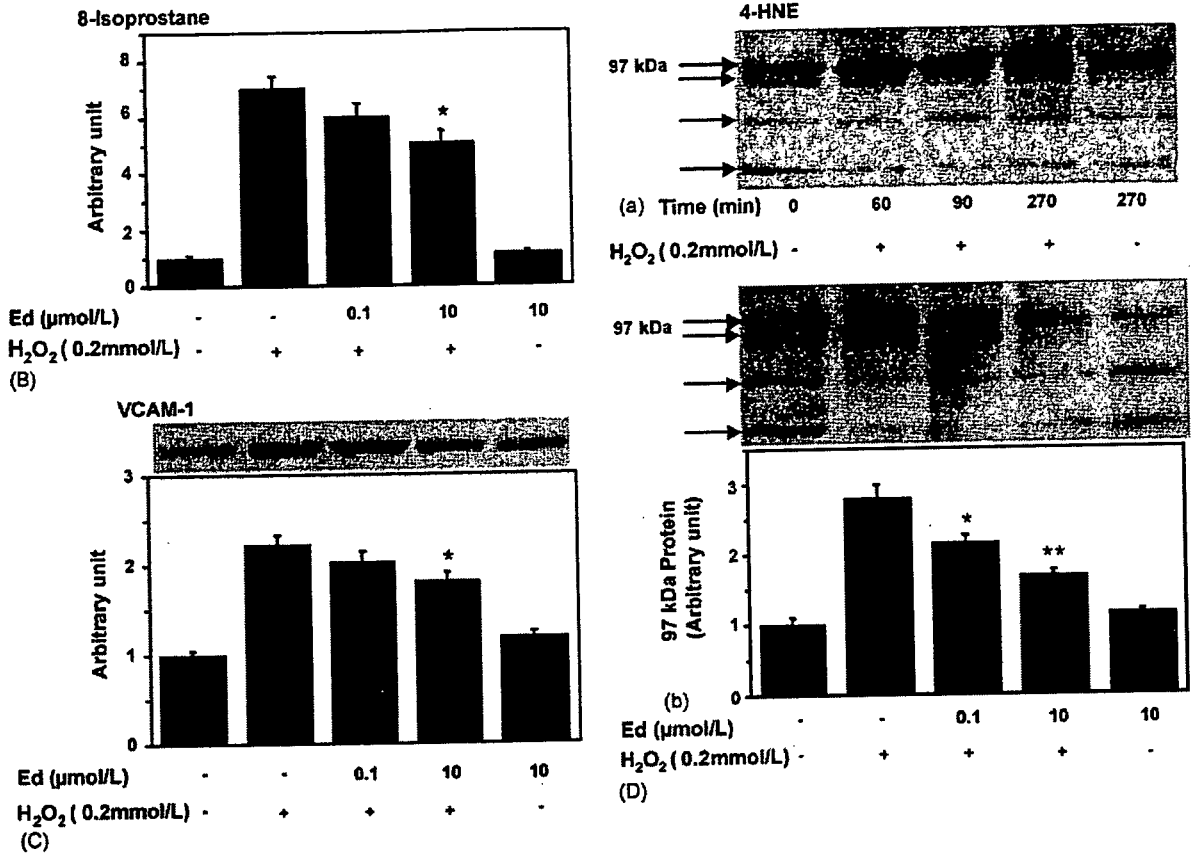 8-Isoprostane
Arbitrary unit
8
6
4
2
0
*
Ed (µmol/L) - - 0.1 10 10
H₂O₂ ( 0.2mmol/L) - + + + -
(B)
VCAM-1
Arbitrary unit
3
2
1
0
*
Ed (µmol/L) - - 0.1 10 10
H₂O₂ ( 0.2mmol/L) - + + + -
(C)
4-HNE
97 kDa
(a) Time (min) 0 60 90 270 270
H₂O₂ ( 0.2mmol/L) - + + + -
97 kDa
97 kDa Protein
(Arbitrary unit)
3
2
1
0
*
**
(b)
Ed (µmol/L) - - 0.1 10 10
H₂O₂ ( 0.2mmol/L) - + + + -
(D)